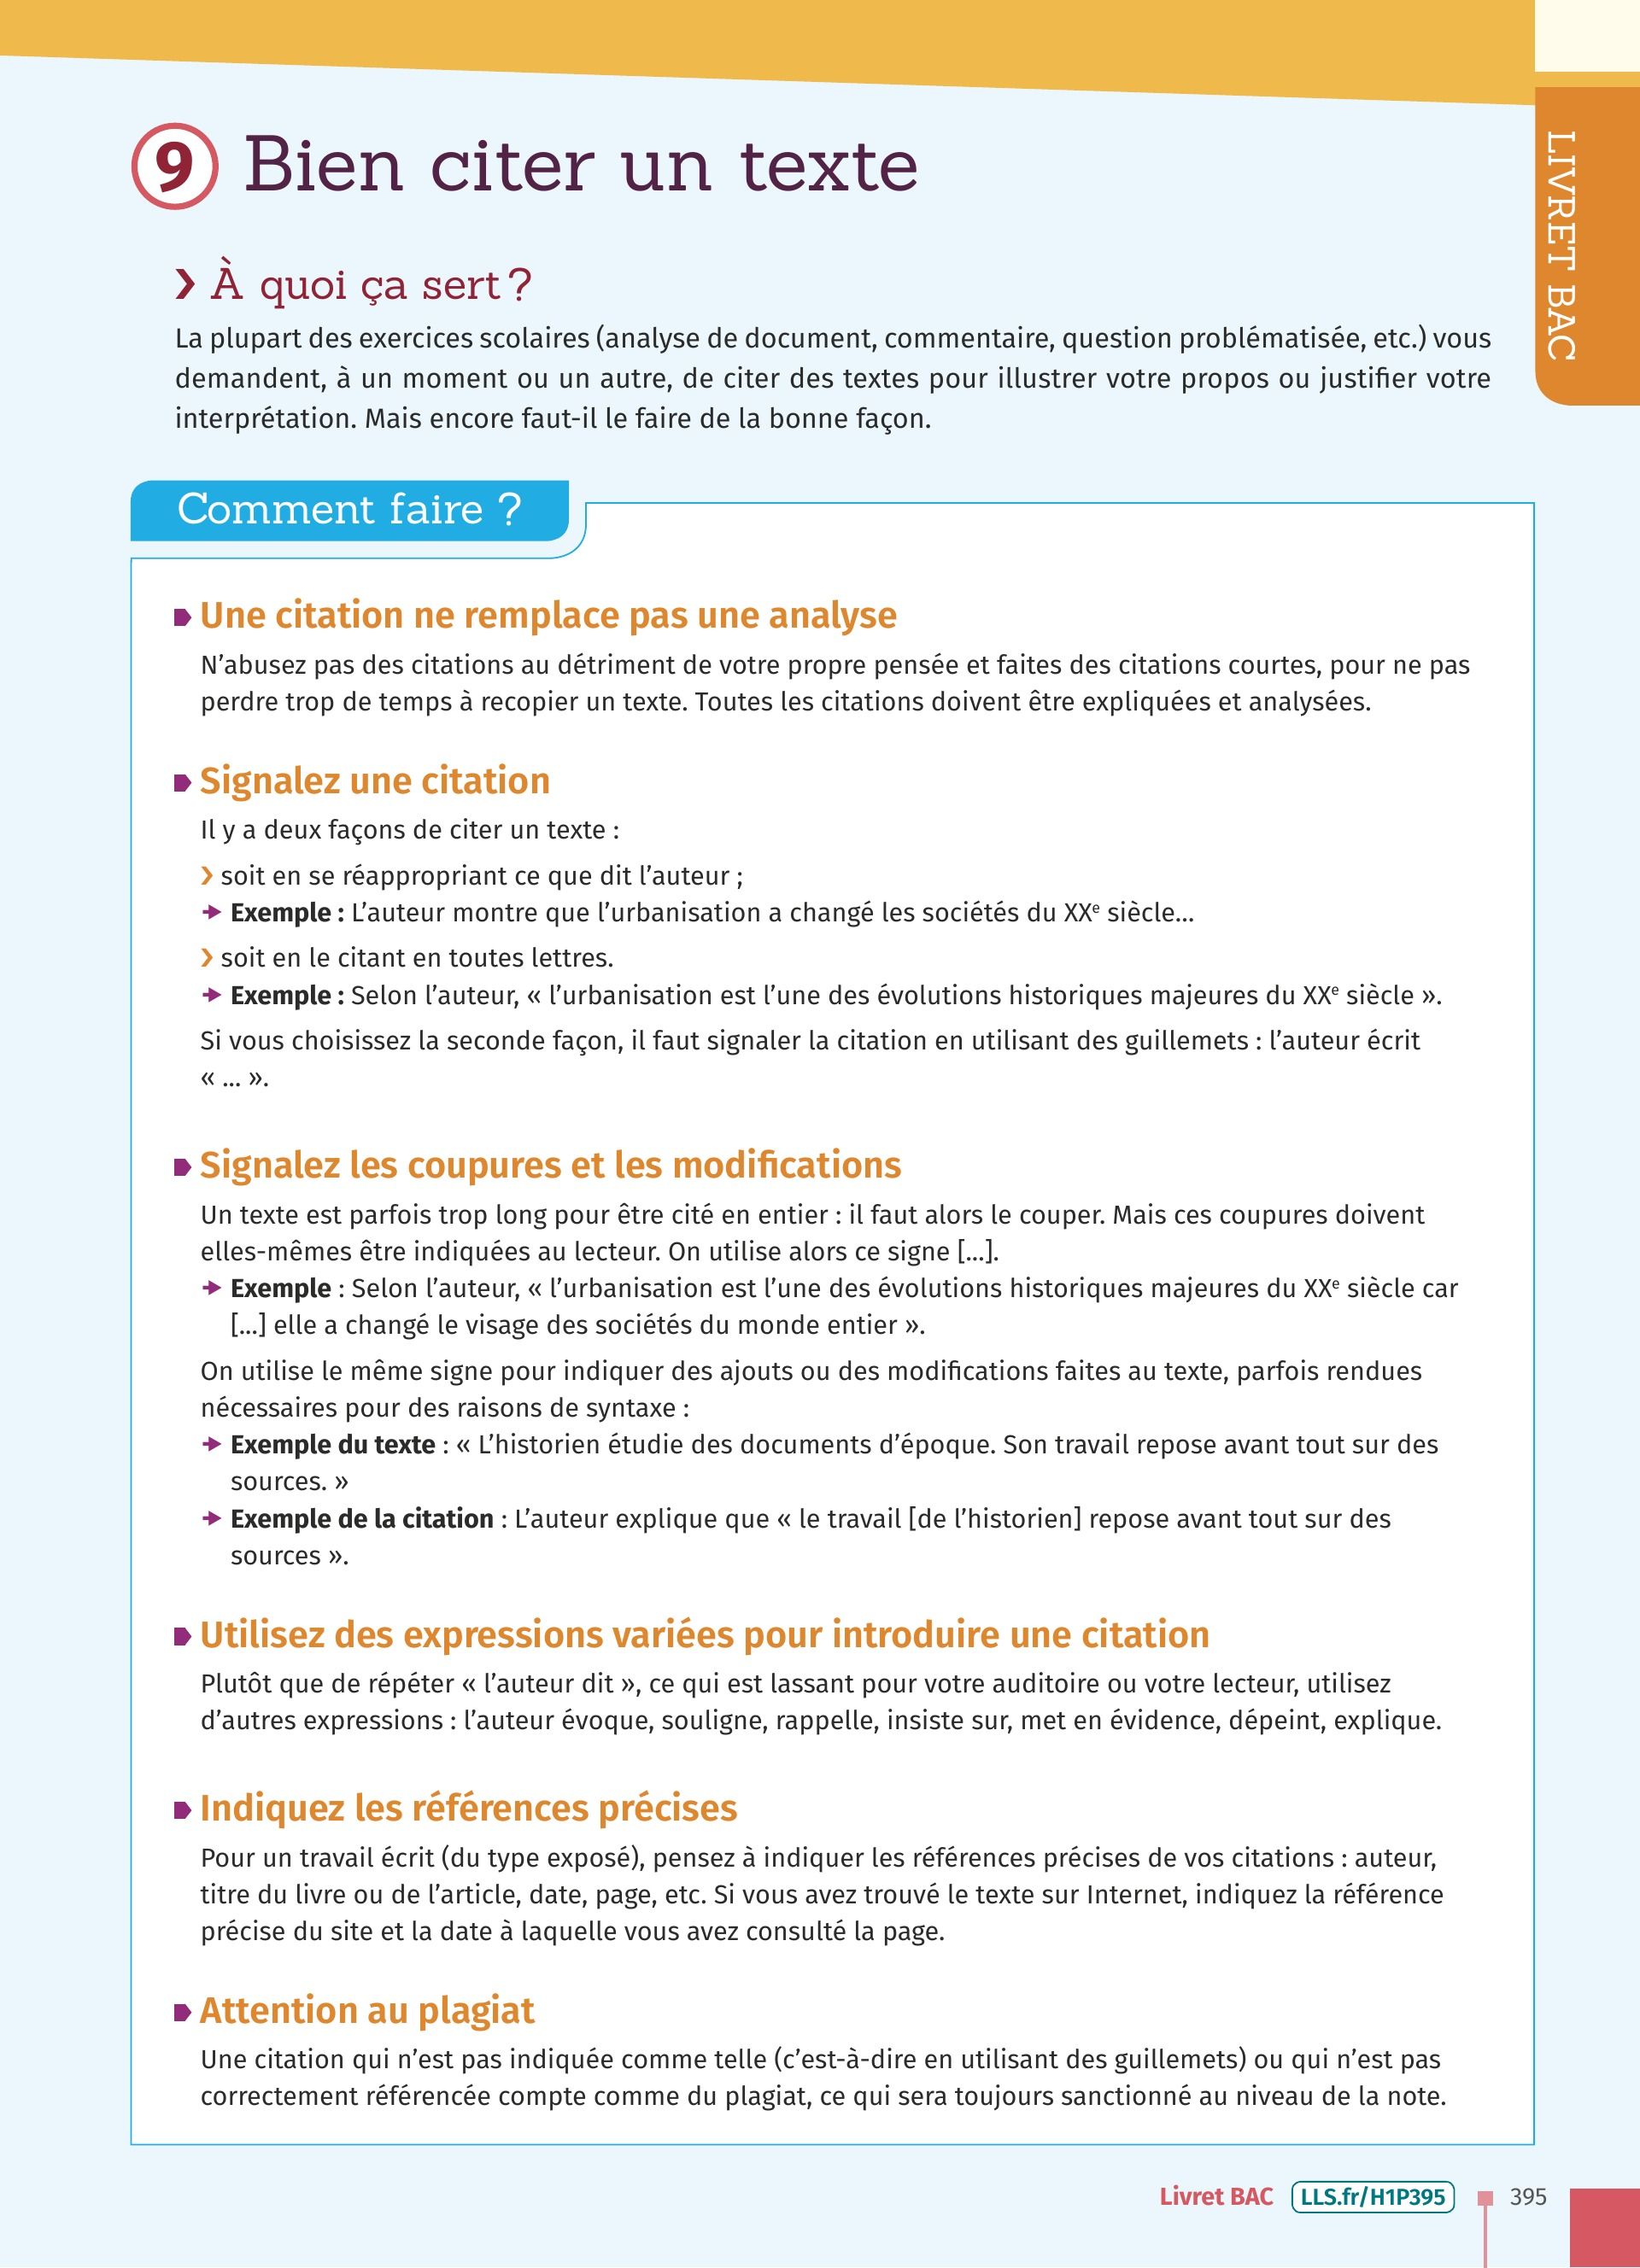 LIVRET BAC
9 Bien citer un texte
› À quoi ça sert ?
La plupart des exercices scolaires (analyse de document, commentaire, question problématisée, etc.) vous
demandent, à un moment ou un autre, de citer des textes pour illustrer votre propos ou justifier votre
interprétation. Mais encore faut-il le faire de la bonne façon.
Comment faire ?
Une citation ne remplace pas une analyse
N’abusez pas des citations au détriment de votre propre pensée et faites des citations courtes, pour ne pas
perdre trop de temps à recopier un texte. Toutes les citations doivent être expliquées et analysées.
Signalez une citation
Il y a deux façons de citer un texte :
› soit en se réappropriant ce que dit l’auteur ;
➔ Exemple : L’auteur montre que l’urbanisation a changé les sociétés du XXe siècle…
› soit en le citant en toutes lettres.
➔ Exemple : Selon l’auteur, « l’urbanisation est l’une des évolutions historiques majeures du XXe siècle ».
Si vous choisissez la seconde façon, il faut signaler la citation en utilisant des guillemets : l’auteur écrit
« … ».
Signalez les coupures et les modifications
Un texte est parfois trop long pour être cité en entier : il faut alors le couper. Mais ces coupures doivent
elles-mêmes être indiquées au lecteur. On utilise alors ce signe […].
➔ Exemple : Selon l’auteur, « l’urbanisation est l’une des évolutions historiques majeures du XXe siècle car
[…] elle a changé le visage des sociétés du monde entier ».
On utilise le même signe pour indiquer des ajouts ou des modifications faites au texte, parfois rendues
nécessaires pour des raisons de syntaxe :
➔ Exemple du texte : « L’historien étudie des documents d’époque. Son travail repose avant tout sur des
sources. »
➔ Exemple de la citation : L’auteur explique que « le travail [de l’historien] repose avant tout sur des
sources ».
Utilisez des expressions variées pour introduire une citation
Plutôt que de répéter « l’auteur dit », ce qui est lassant pour votre auditoire ou votre lecteur, utilisez
d’autres expressions : l’auteur évoque, souligne, rappelle, insiste sur, met en évidence, dépeint, explique.
Indiquez les références précises
Pour un travail écrit (du type exposé), pensez à indiquer les références précises de vos citations : auteur,
titre du livre ou de l’article, date, page, etc. Si vous avez trouvé le texte sur Internet, indiquez la référence
précise du site et la date à laquelle vous avez consulté la page.
Attention au plagiat
Une citation qui n’est pas indiquée comme telle (c’est-à-dire en utilisant des guillemets) ou qui n’est pas
correctement référencée compte comme du plagiat, ce qui sera toujours sanctionné au niveau de la note.
Livret BAC LLS.fr/H1P395 395